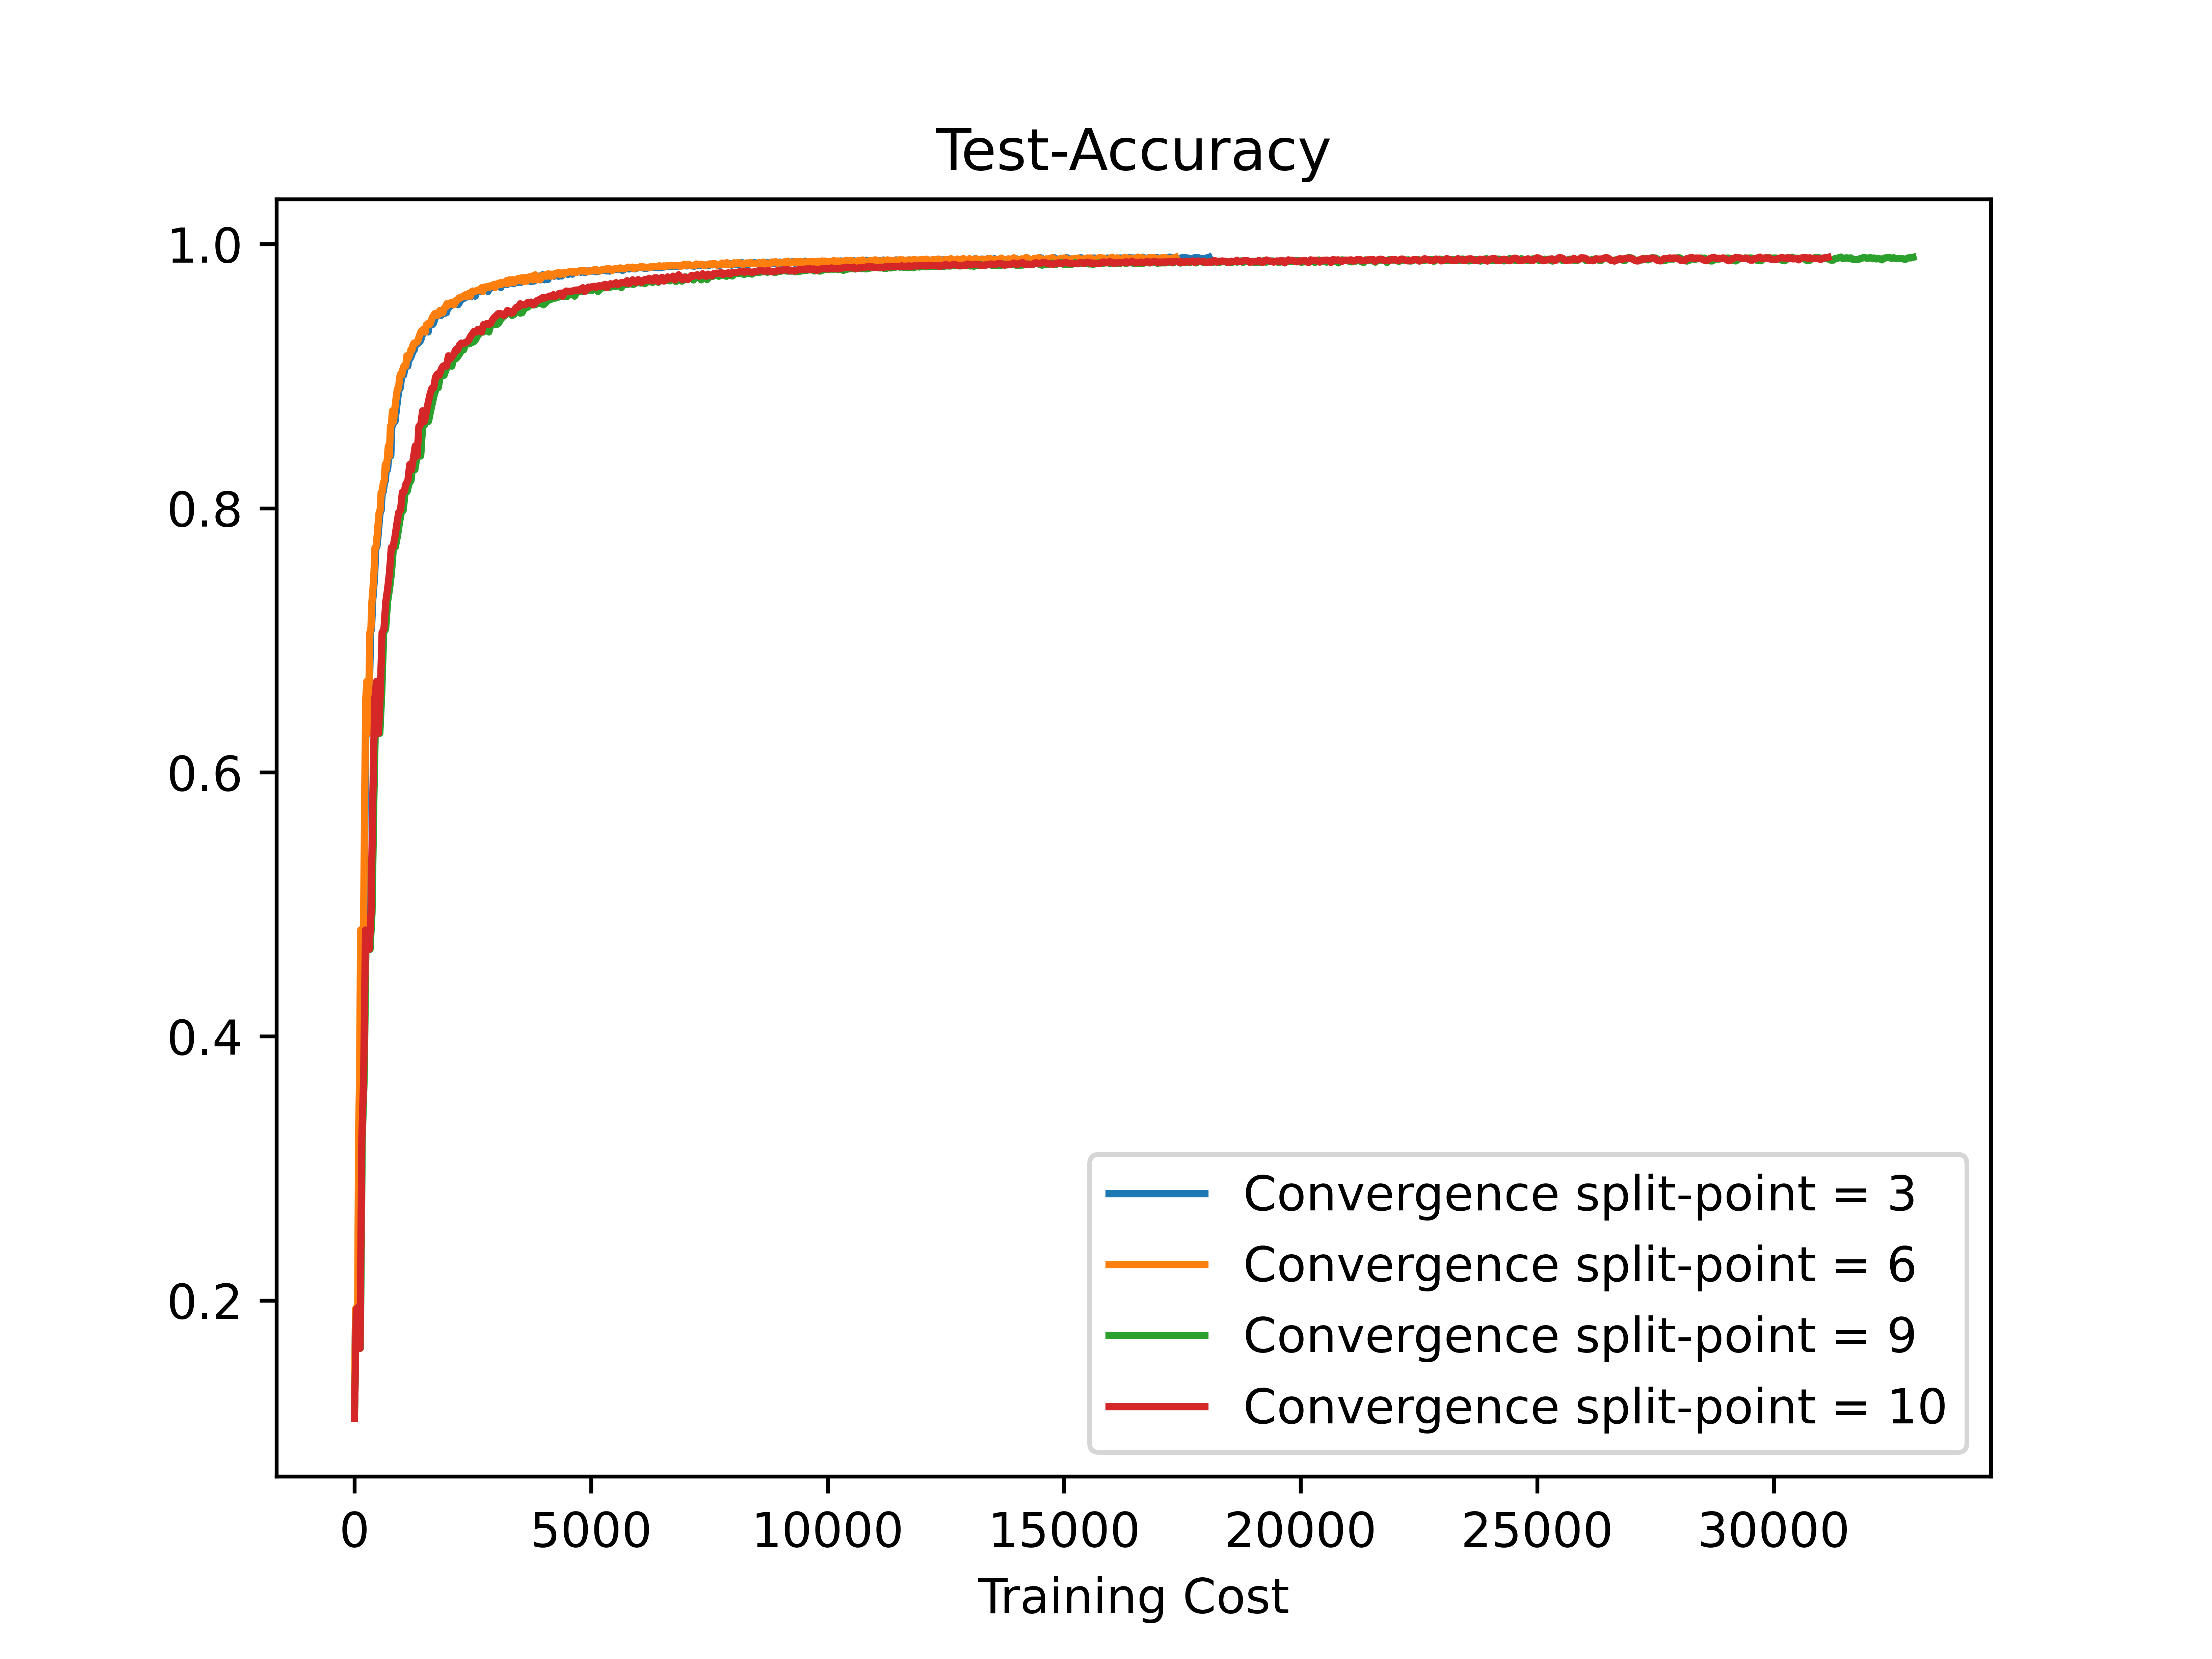 Test-Accuracy
1.0
0.8
0.6
0.4
0.2
Convergence split-point = 3
Convergence split-point = 6
Convergence split-point = 9
Convergence split-point = 10
0 5000 10000 15000 20000 25000 30000
Training Cost